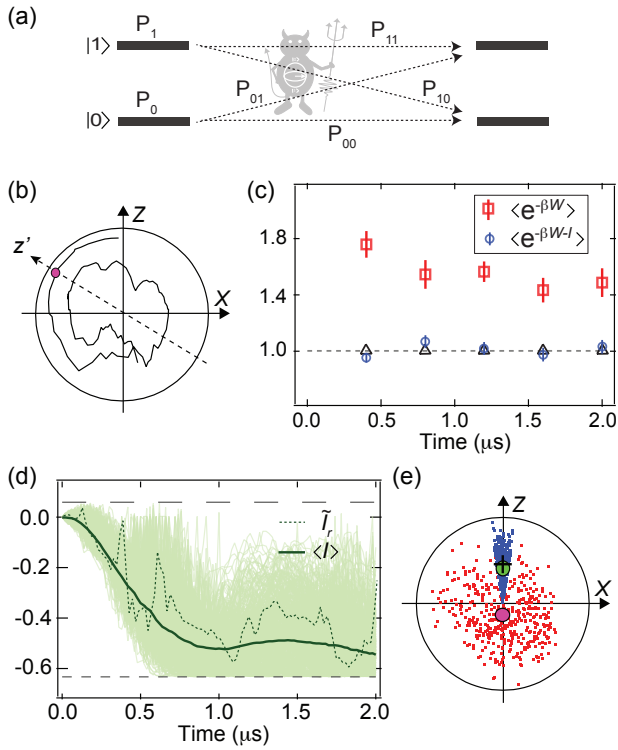 (a)
|1⟩ P₁ P₁₁
P₀₁ P₁₀
|0⟩ P₀
P₀₀
(b)
Z
z'
X
(c)
⟨e^{-βW}⟩
⟨e^{-βW-I}⟩
1.8
1.4
1.0
0.0 0.5 1.0 1.5 2.0
Time (μs)
(d)
0.0
-0.2
-0.4
-0.6
Ĩᵣ
⟨I⟩
0.0 0.5 1.0 1.5 2.0
Time (μs)
(e)
Z
X